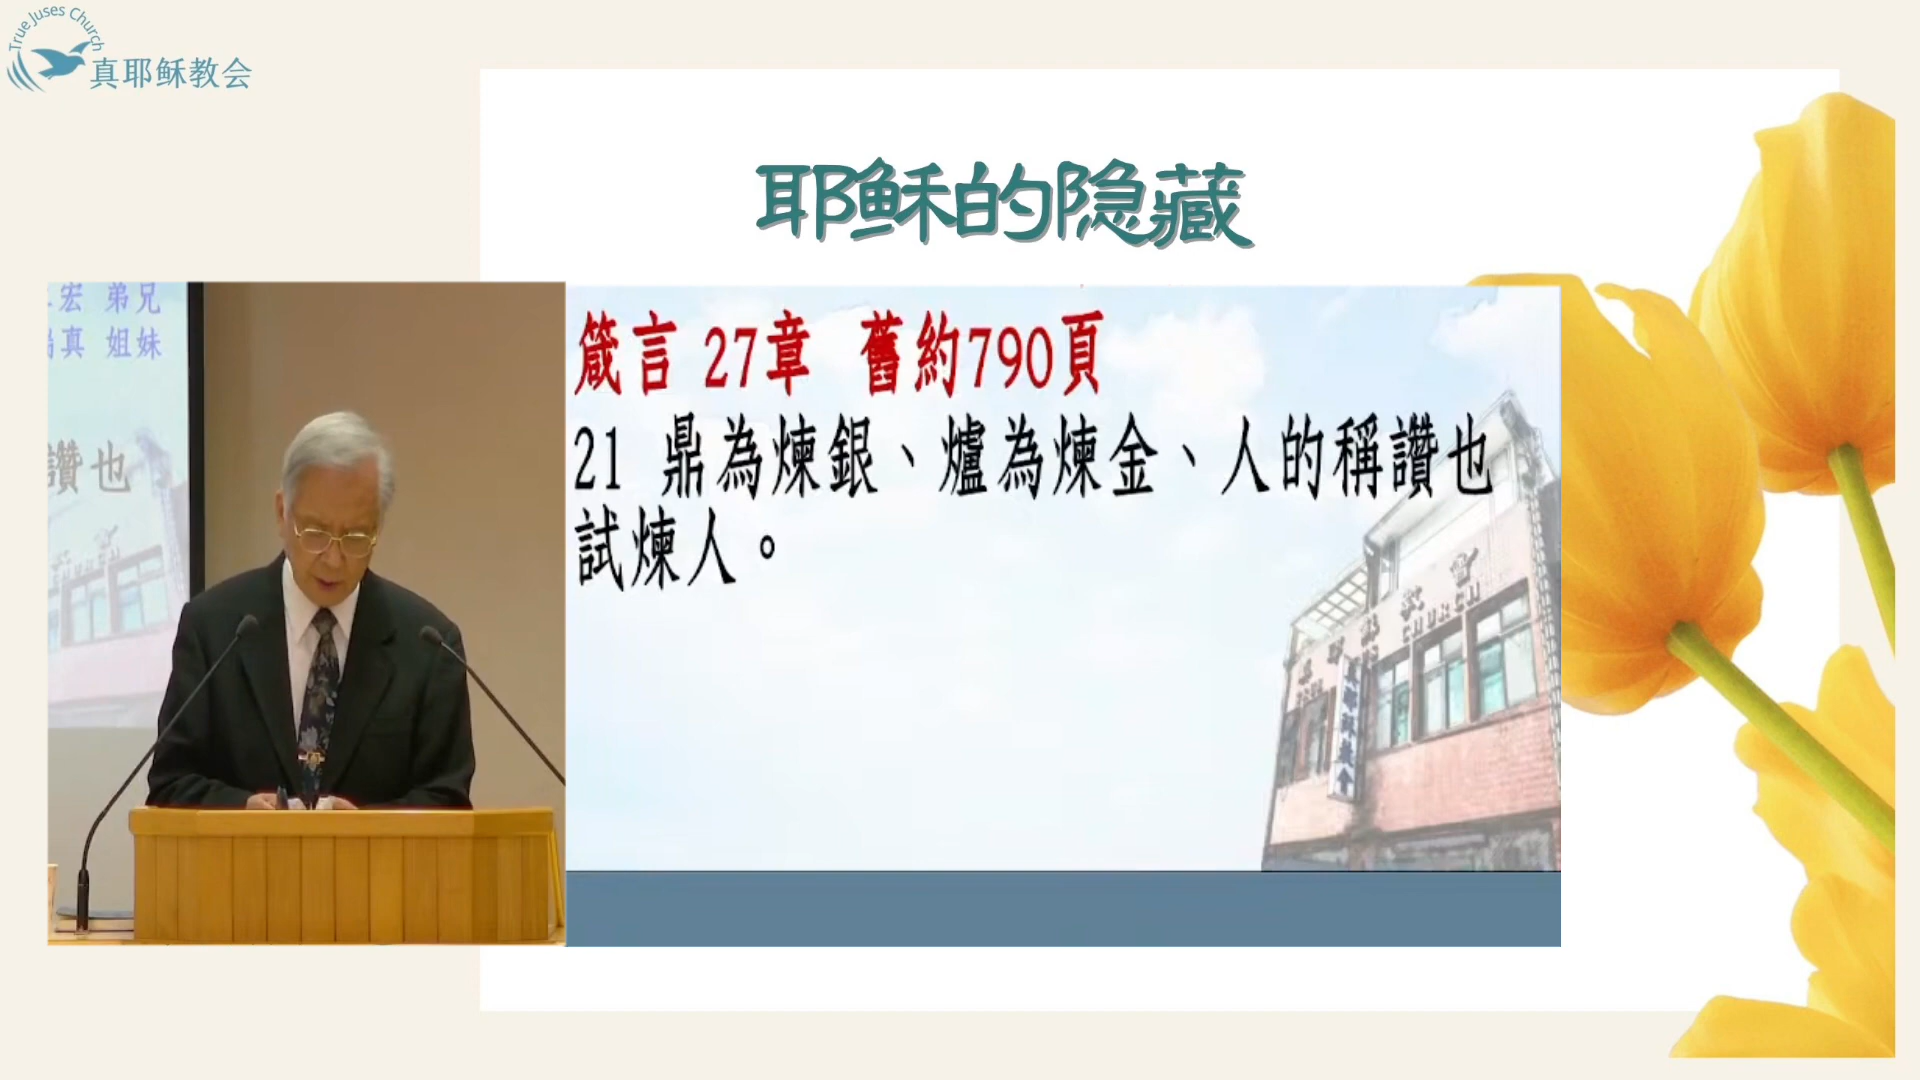 True Juses Church
真耶稣教会
耶稣的隐藏
宏 弟兄
真 姐妹
讚也
箴言 27章 舊約790頁
21 鼎為煉銀、爐為煉金、人的稱讚也
試煉人。
CHURCH